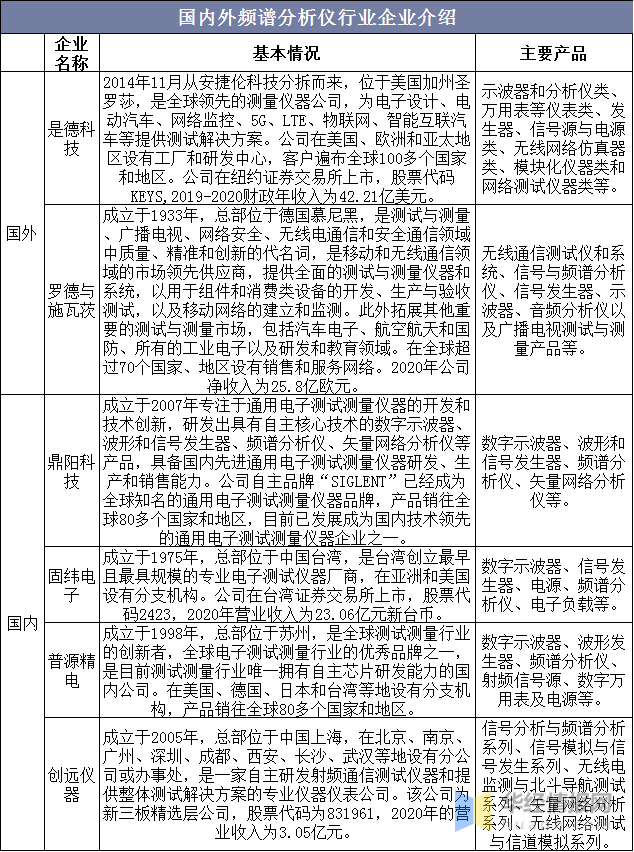 国内外频谱分析仪行业企业介绍
企业
名称
基本情况
主要产品
国外
是德科
技
2014年11月从安捷伦科技分拆而来，位于美国加州圣
罗莎，是全球领先的测量仪器公司，为电子设计、电
动汽车、网络监控、5G、LTE、物联网、智能互联汽
车等提供测试解决方案。公司在美国、欧洲和亚太地
区设有工厂和研发中心，客户遍布全球100多个国家
和地区。公司在纽约证券交易所上市，股票代码
KEYS,2019-2020财政年收入为42.21亿美元。
示波器和分析仪类、
万用表等仪表类、发
生器、信号源与电源
类、无线网络仿真器
类、模块化仪器类和
网络测试仪器类等。
罗德与
施瓦茨
成立于1933年，总部位于德国慕尼黑，是测试与测量
、广播电视、网络安全、无线电通信和安全通信领域
中质量、精准和创新的代名词，是移动和无线通信领
域的市场领先供应商，提供全面的测试与测量仪器和
系统，以用于组件和消费类设备的开发、生产与验收
测试，以及移动网络的建立和监测。此外拓展其他重
要的测试与测量市场，包括汽车电子、航空航天和国
防、所有的工业电子以及研发和教育领域。在全球超
过70个国家、地区设有销售和服务网络。2020年公司
净收入为25.8亿欧元。
无线通信测试仪和
系统、信号与频谱分析
仪、信号发生器、示
波器、音频分析仪以
及广播电视测试与测
量产品等。
国内
鼎阳科
技
成立于2007年专注于通用电子测试测量仪器的开发和
技术创新，研发出具有自主核心技术的数字示波器、
波形和信号发生器、频谱分析仪、矢量网络分析仪等
产品，具备国内先进通用电子测试测量仪器研发、生
产和销售能力。公司自主品牌“SIGLENT”已经成为
全球知名的通用电子测试测量仪器品牌，产品销往全
球80多个国家和地区，目前已发展成为国内技术领先
的通用电子测试测量仪器企业之一。
数字示波器、波形和
信号发生器、频谱分
析仪、矢量网络分析
仪等。
固纬电
子
成立于1975年，总部位于中国台湾，是台湾创立最早
且最具规模的专业电子测试仪器厂商，在亚洲和美国
设有分支机构。公司在台湾证券交易所上市，股票代
码2423，2020年营业收入为23.06亿元新台币。
数字示波器、信号发
生器、电源、频谱分
析仪、电子负载等。
普源精
电
成立于1998年，总部位于苏州，是全球测试测量行业
的创新者，全球电子测试测量行业的优秀品牌之一，
是目前测试测量行业唯一拥有自主芯片研发能力的国
内公司。在美国、德国、日本和台湾等地设有分支机
构，产品销往全球80多个国家和地区。
数字示波器、波形发
生器、频谱分析仪、
射频信号源、数字万
用表及电源等。
创远仪
器
成立于2005年，总部位于中国上海，在北京、南京、
广州、深圳、成都、西安、长沙、武汉等地设有分公
司或办事处，是一家自主研发射频通信测试仪器和提
供整体测试解决方案的专业仪器仪表公司。该公司为
新三板精选层公司，股票代码为831961，2020年的营
业收入为3.05亿元。
信号分析与频谱分析
系列、信号模拟与信
号发生系列、无线电
监测与北斗导航测试
系列、矢量网络分析
系列、无线网络测试
与信道模拟系列。